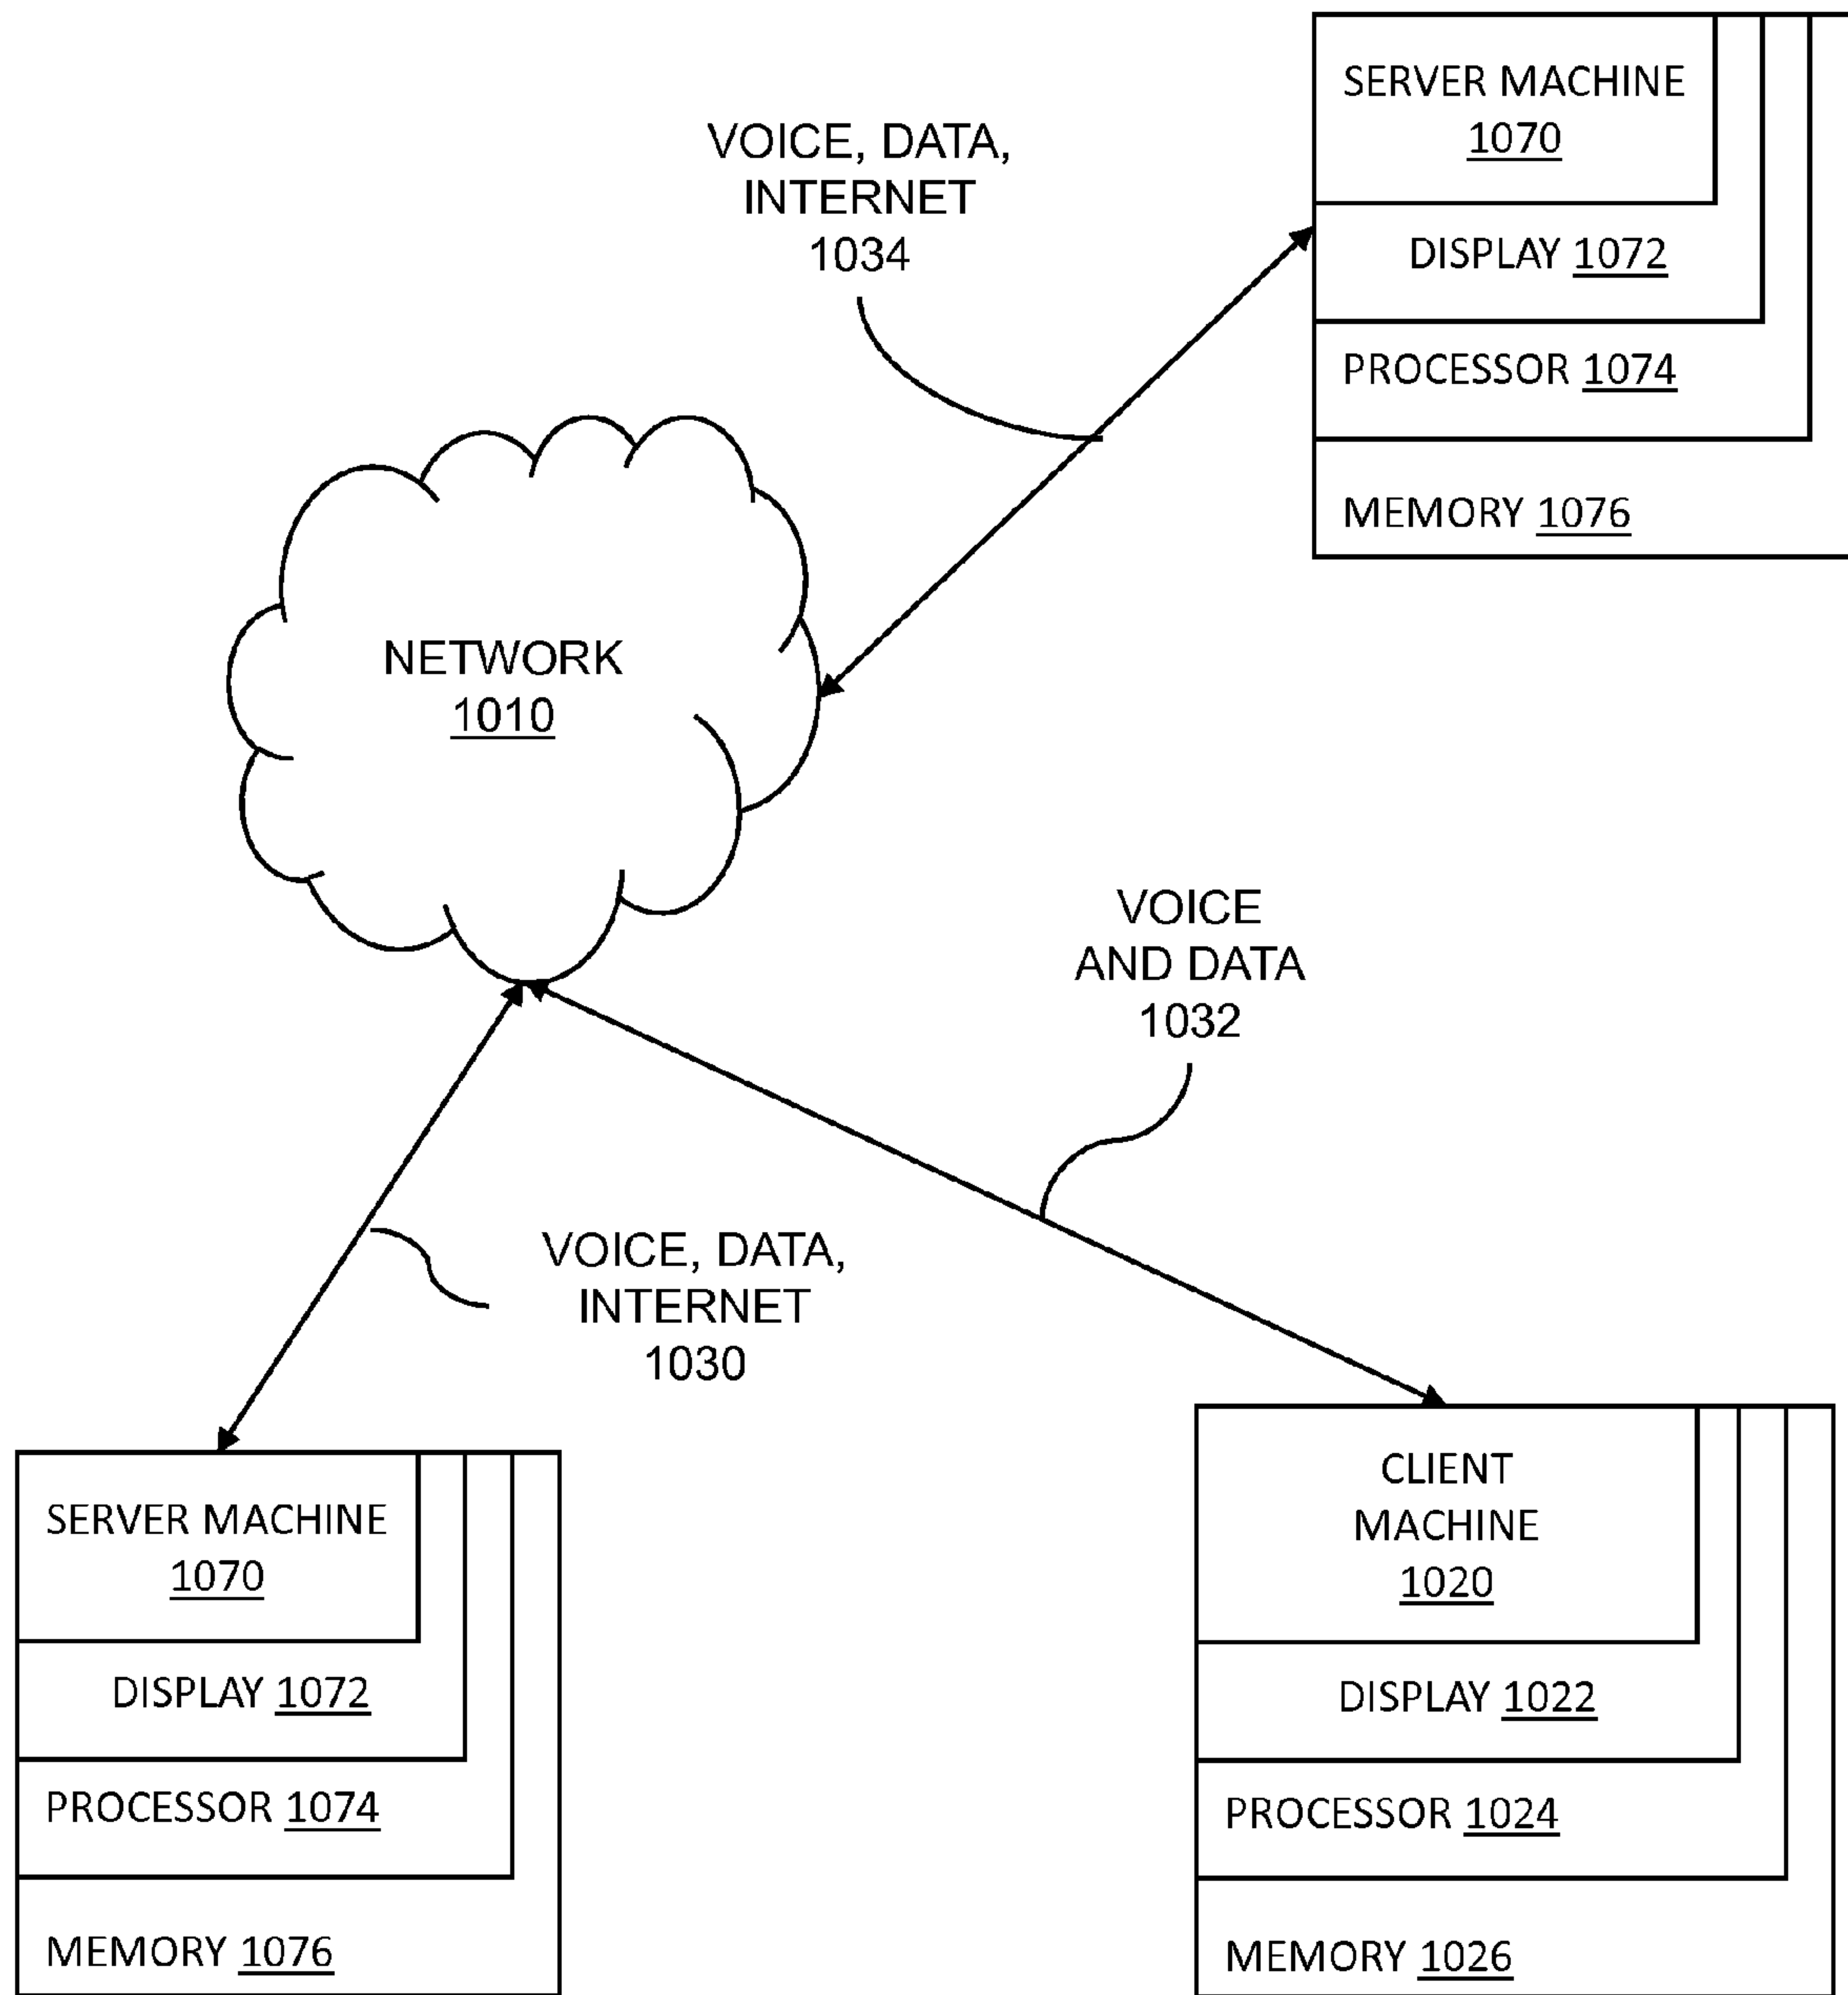 SERVER MACHINE
1070
DISPLAY 1072
PROCESSOR 1074
MEMORY 1076
VOICE, DATA,
INTERNET
1034
NETWORK
1010
VOICE
AND DATA
1032
VOICE, DATA,
INTERNET
1030
SERVER MACHINE
1070
DISPLAY 1072
PROCESSOR 1074
MEMORY 1076
CLIENT
MACHINE
1020
DISPLAY 1022
PROCESSOR 1024
MEMORY 1026